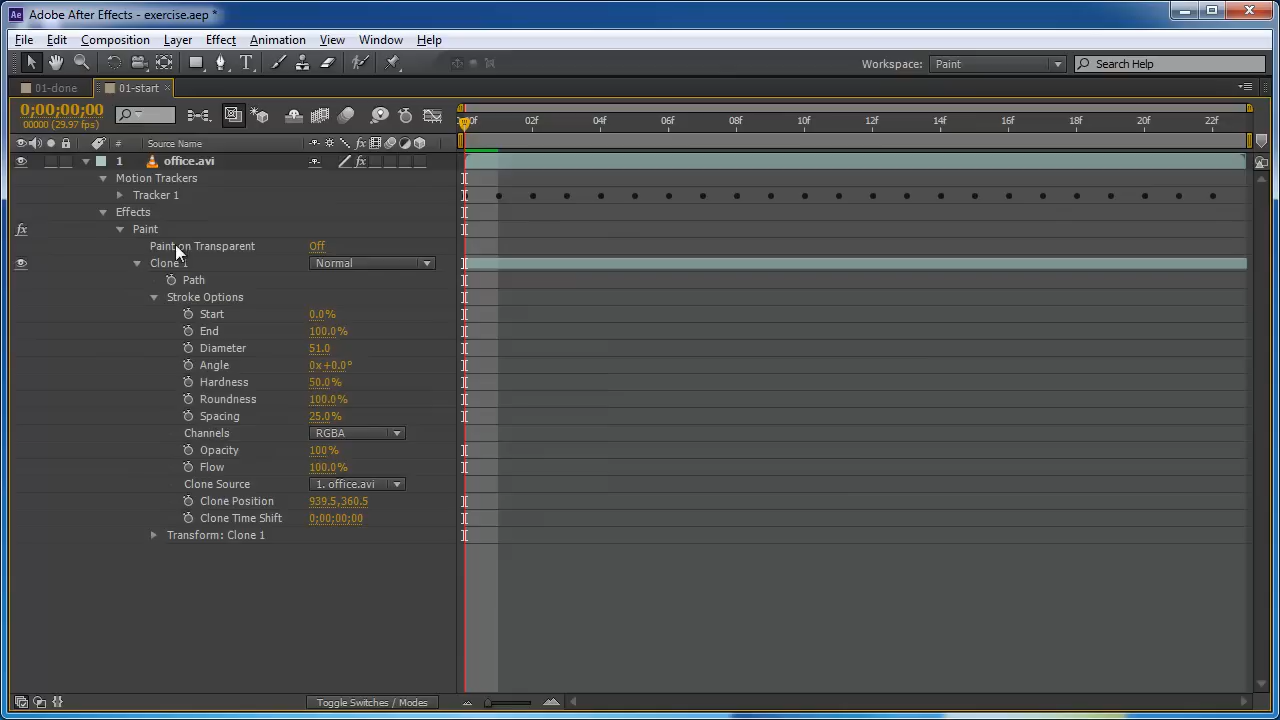 Ae Adobe After Effects - exercise.aep *
File Edit Composition Layer Effect Animation View Window Help
T Workspace: Paint Search Help
01-done 01-start ×
0;00;00;00
00000 (29.97 fps)
:00f 02f 04f 06f 08f 10f 12f 14f 16f 18f 20f 22f
# Source Name fx
1 office.avi fx
Motion Trackers
Tracker 1
Effects
fx Paint
Paint on Transparent Off
Clone 1 Normal
Path
Stroke Options
Start 0.0%
End 100.0%
Diameter 51.0
Angle 0x+0.0°
Hardness 50.0%
Roundness 100.0%
Spacing 25.0%
Channels RGBA
Opacity 100%
Flow 100.0%
Clone Source 1. office.avi
Clone Position 939.5,360.5
Clone Time Shift 0;00;00;00
Transform: Clone 1
Toggle Switches / Modes